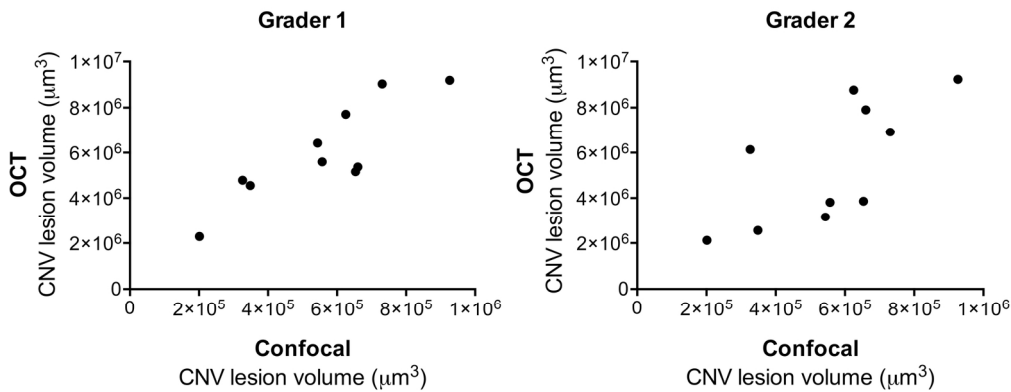 Grader 1
OCT
CNV lesion volume (μm³)
1×10⁷
8×10⁶
6×10⁶
4×10⁶
2×10⁶
0
0 2×10⁵ 4×10⁵ 6×10⁵ 8×10⁵ 1×10⁶
Confocal
CNV lesion volume (μm³)
Grader 2
OCT
CNV lesion volume (μm³)
1×10⁷
8×10⁶
6×10⁶
4×10⁶
2×10⁶
0
0 2×10⁵ 4×10⁵ 6×10⁵ 8×10⁵ 1×10⁶
Confocal
CNV lesion volume (μm³)